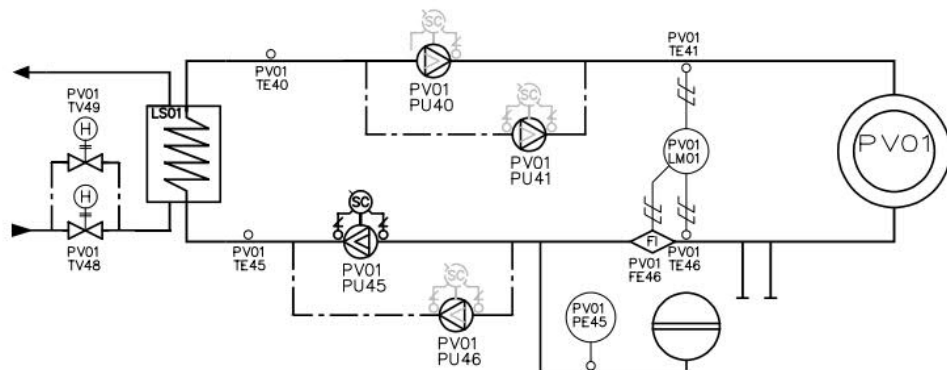 SC
PV01
TE40
PV01
PU40
PV01
TE41
SC
PV01
PU41
PV01
TV49
H
LS01
PV01
LM01
PV01
H
PV01
TV48
SC
PV01
TE45
PV01
PU45
FI
PV01
FE46
PV01
TE46
SC
PV01
PU46
PV01
PE45